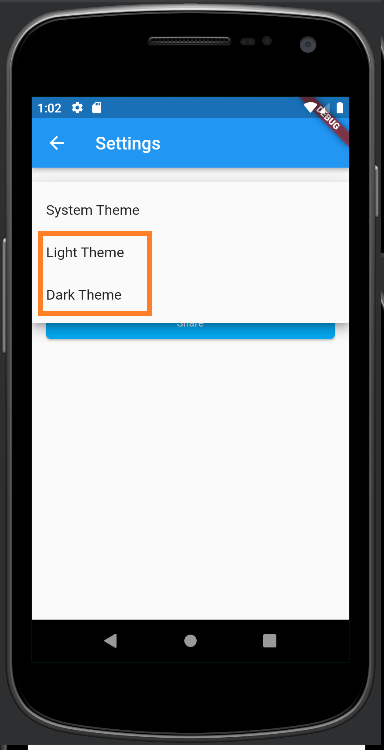 1:02
DEBUG
Settings
System Theme
Light Theme
Dark Theme
Share